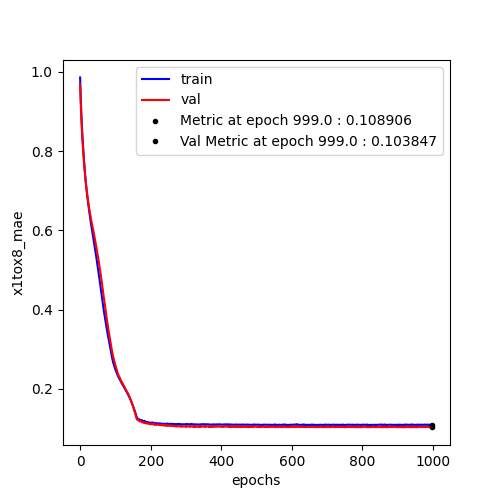 train
val
Metric at epoch 999.0 : 0.108906
Val Metric at epoch 999.0 : 0.103847
1.0
0.8
0.6
0.4
0.2
x1tox8_mae
0
200
400
600
800
1000
epochs